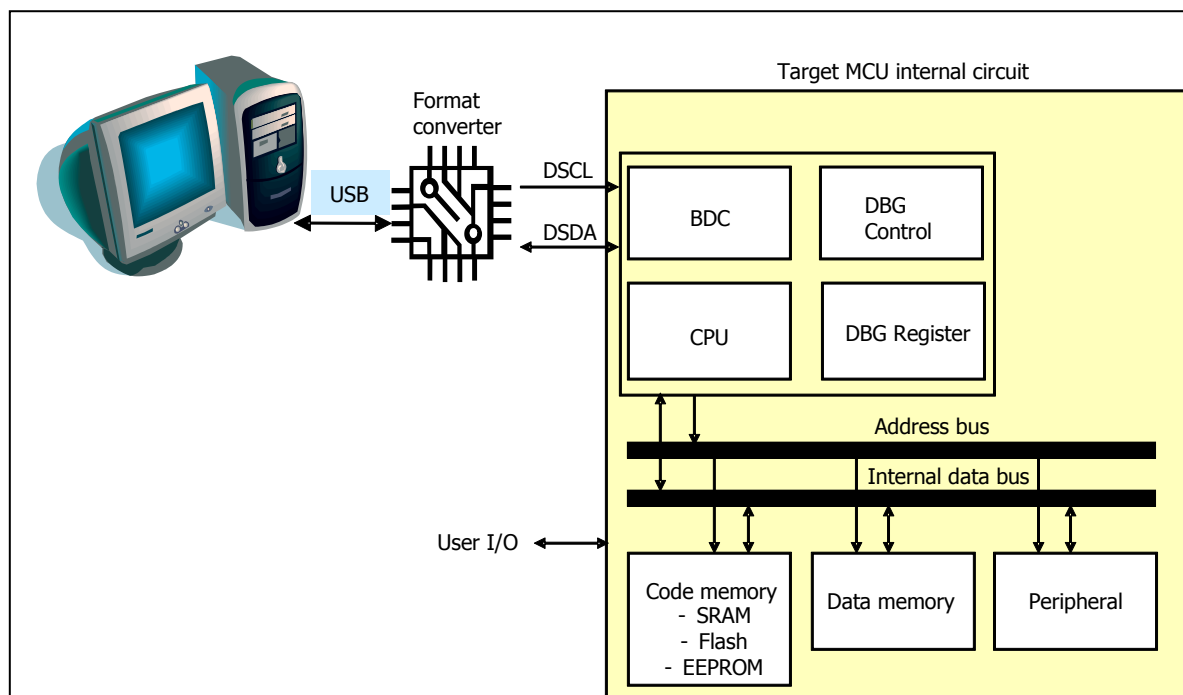 Target MCU internal circuit
Format
converter
USB
DSCL
DSDA
BDC
DBG
Control
CPU
DBG Register
Address bus
Internal data bus
User I/O
Code memory
- SRAM
- Flash
- EEPROM
Data memory
Peripheral